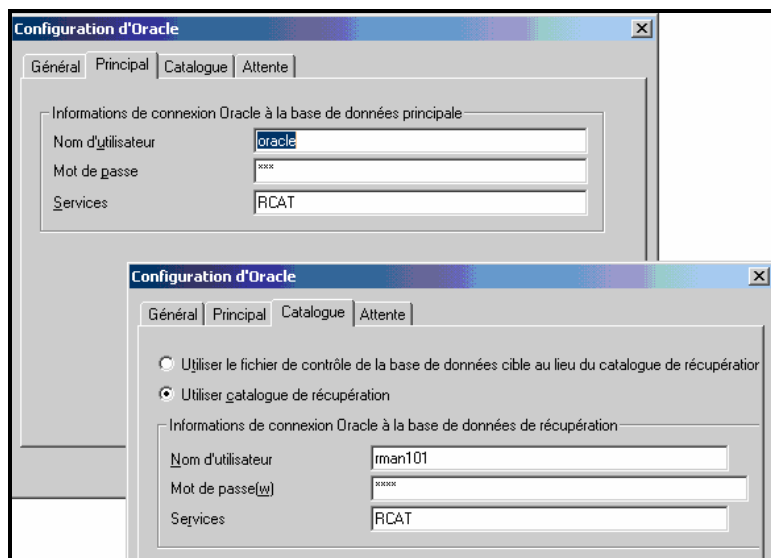 Configuration d'Oracle
Général Principal Catalogue Attente
Informations de connexion Oracle à la base de données principale
Nom d'utilisateur oracle
Mot de passe ***
Services RCAT
Configuration d'Oracle
Général Principal Catalogue Attente
Utiliser le fichier de contrôle de la base de données cible au lieu du catalogue de récupération
Utiliser catalogue de récupération
Informations de connexion Oracle à la base de données de récupération
Nom d'utilisateur rman101
Mot de passe(w) ****
Services RCAT